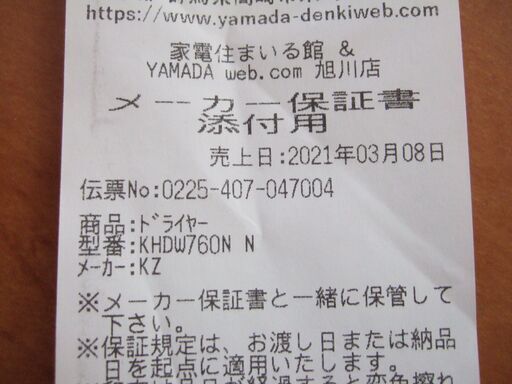 https://www.yamada-denkiweb.com
家電住まいる館 &
YAMADA web.com 旭川店
メーカー保証書
添付用
売上日:2021年03月08日
伝票No:0225-407-047004
商品:ﾄﾞﾗｲﾔｰ
型番:KHDW760N N
ﾒｰｶｰ:KZ
※メーカー保証書と一緒に保管して
下さい。
※保証規定は、お渡し日または納品
日を起点に適用いたします。